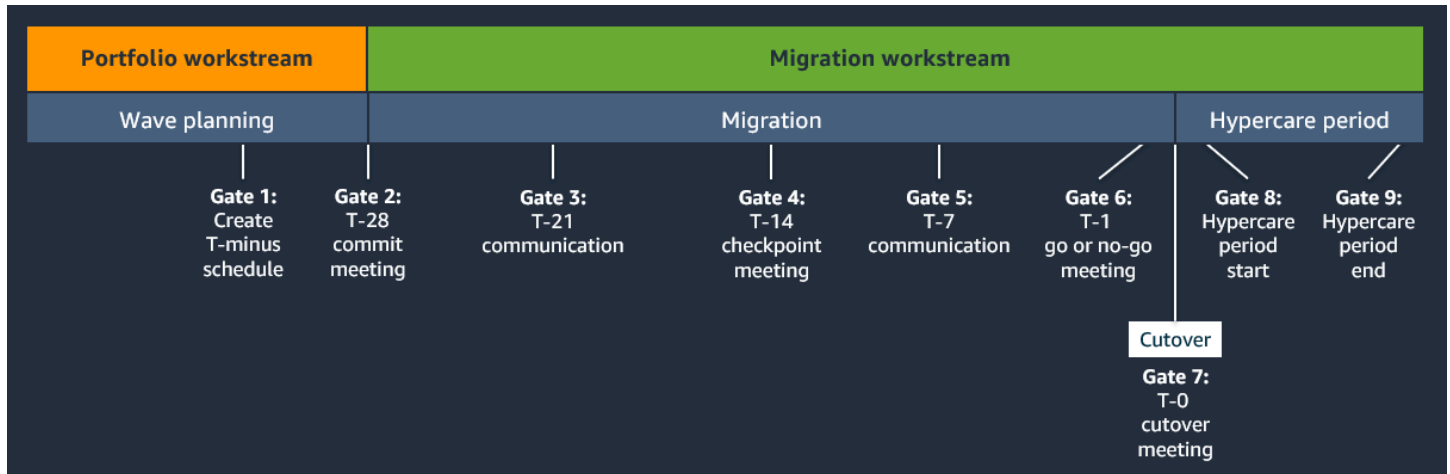 Portfolio workstream
Migration workstream
Wave planning
Migration
Hypercare period
Gate 1:
Create
T-minus
schedule
Gate 2:
T-28
commit
meeting
Gate 3:
T-21
communication
Gate 4:
T-14
checkpoint
meeting
Gate 5:
T-7
communication
Gate 6:
T-1
go or no-go
meeting
Gate 8:
Hypercare
period
start
Gate 9:
Hypercare
period
end
Cutover
Gate 7:
T-0
cutover
meeting